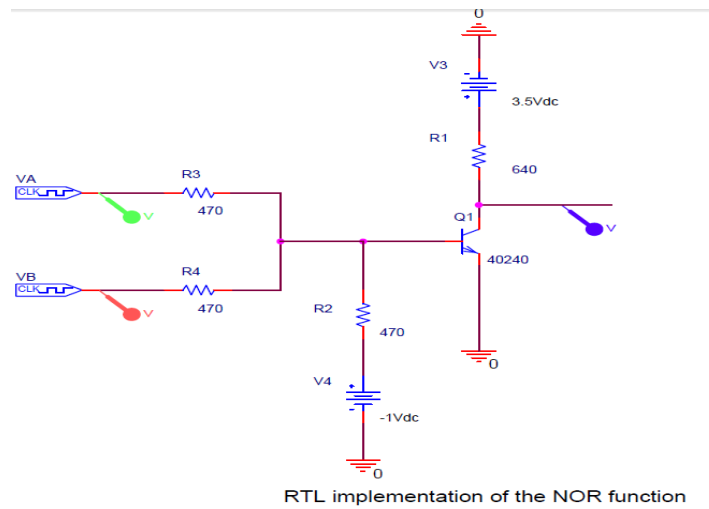 0
V3
3.5Vdc
R1
640
VA
CLK
R3
470
V
Q1
V
40240
VB
CLK
R4
470
V
R2
470
0
V4
-1Vdc
0
RTL implementation of the NOR function